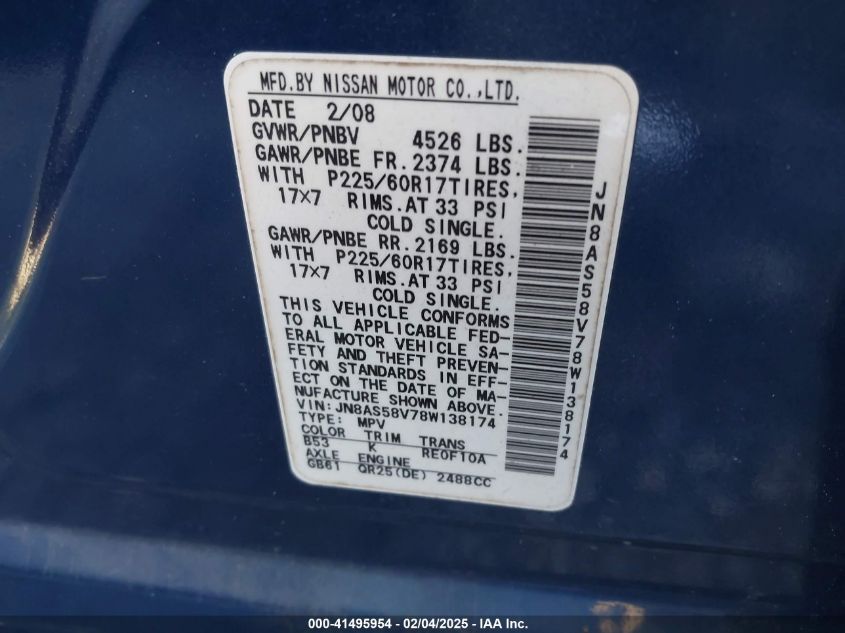 MFD.BY NISSAN MOTOR CO.,LTD.
DATE 2/08
GVWR/PNBV 4526 LBS.
GAWR/PNBE FR. 2374 LBS.
WITH P225/60R17TIRES,
17x7 RIMS.AT 33 PSI
COLD SINGLE.
GAWR/PNBE RR. 2169 LBS.
WITH P225/60R17TIRES,
17x7 RIMS.AT 33 PSI
COLD SINGLE.
THIS VEHICLE CONFORMS
TO ALL APPLICABLE FED-
ERAL MOTOR VEHICLE SA-
FETY AND THEFT PREVEN-
TION STANDARDS IN EFF-
ECT ON THE DATE OF MA-
NUFACTURE SHOWN ABOVE.
VIN: JN8AS58V78W138174
TYPE: MPV
COLOR TRIM TRANS
B53 K RE0F10A
AXLE ENGINE
GB61 QR25(DE) 2488CC
JN8AS58V78W138174
000-41495954 - 02/04/2025 - IAA Inc.